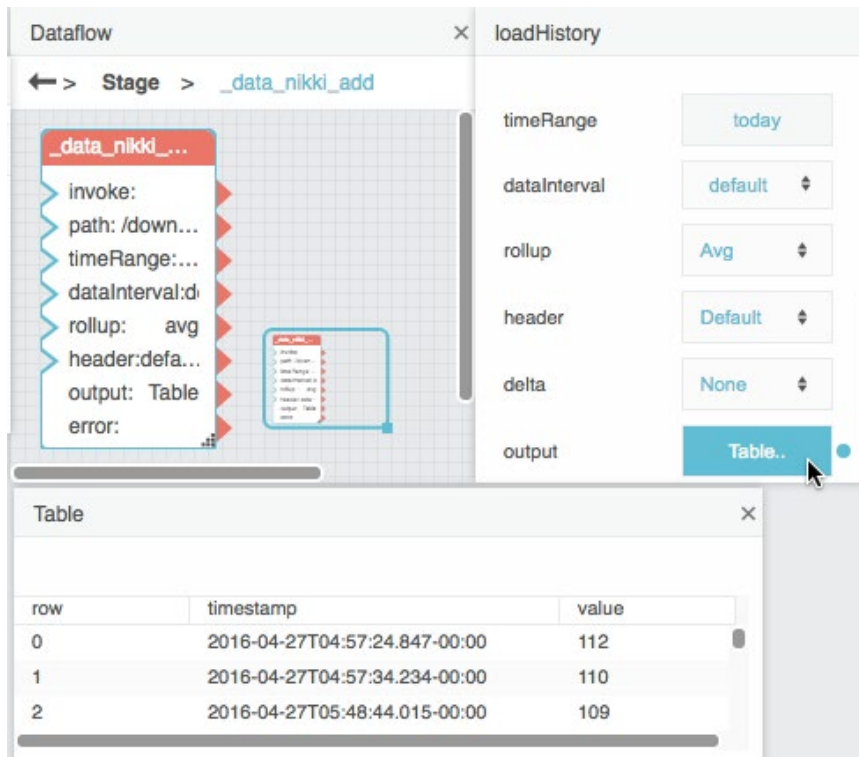 Dataflow ×
← > Stage > _data_nikki_add
_data_nikki_...
invoke:
path: /down...
timeRange:...
dataInterval:d
rollup: avg
header:defa...
output: Table
error:
loadHistory
timeRange today
dataInterval default
rollup Avg
header Default
delta None
output Table..
Table ×
row timestamp value
0 2016-04-27T04:57:24.847-00:00 112
1 2016-04-27T04:57:34.234-00:00 110
2 2016-04-27T05:48:44.015-00:00 109